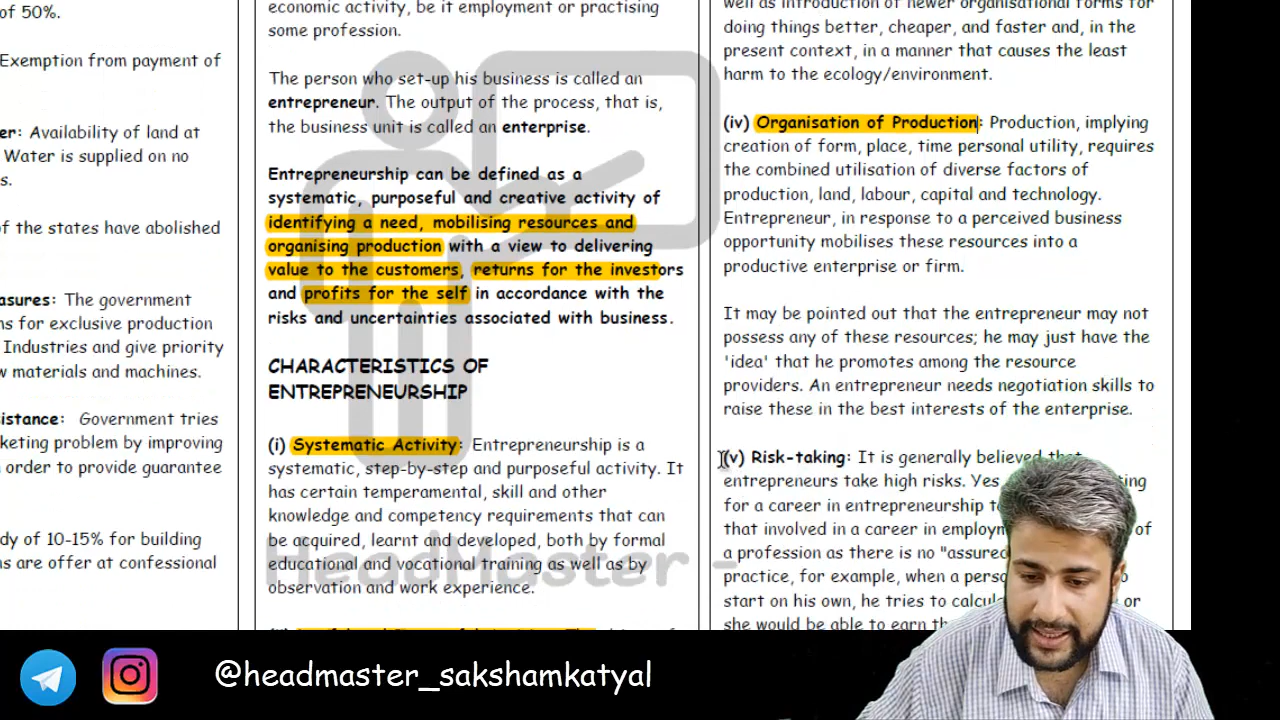 of 50%.
Exemption from payment of
er: Availability of land at
Water is supplied on no
s.
of the states have abolished
asures: The government
ns for exclusive production
Industries and give priority
w materials and machines.
sistance: Government tries
keting problem by improving
n order to provide guarantee
dy of 10-15% for building
ns are offer at confessional
economic activity, be it employment or practising
some profession.
The person who set-up his business is called an
entrepreneur. The output of the process, that is,
the business unit is called an enterprise.
Entrepreneurship can be defined as a
systematic, purposeful and creative activity of
identifying a need, mobilising resources and
organising production with a view to delivering
value to the customers, returns for the investors
and profits for the self in accordance with the
risks and uncertainties associated with business.
CHARACTERISTICS OF
ENTREPRENEURSHIP
(i) Systematic Activity: Entrepreneurship is a
systematic, step-by-step and purposeful activity. It
has certain temperamental, skill and other
knowledge and competency requirements that can
be acquired, learnt and developed, both by formal
educational and vocational training as well as by
observation and work experience.
well as introduction of newer organisational forms for
doing things better, cheaper, and faster and, in the
present context, in a manner that causes the least
harm to the ecology/environment.
(iv) Organisation of Production: Production, implying
creation of form, place, time personal utility, requires
the combined utilisation of diverse factors of
production, land, labour, capital and technology.
Entrepreneur, in response to a perceived business
opportunity mobilises these resources into a
productive enterprise or firm.
It may be pointed out that the entrepreneur may not
possess any of these resources; he may just have the
'idea' that he promotes among the resource
providers. An entrepreneur needs negotiation skills to
raise these in the best interests of the enterprise.
(v) Risk-taking: It is generally believed that
entrepreneurs take high risks. Yes
for a career in entrepreneurship
that involved in a career in
a profession as there is no "assured
practice, for example, when a
start on his own, he tries to or
she would be able to earn
HeadMaster -
@headmaster_sakshamkatyal